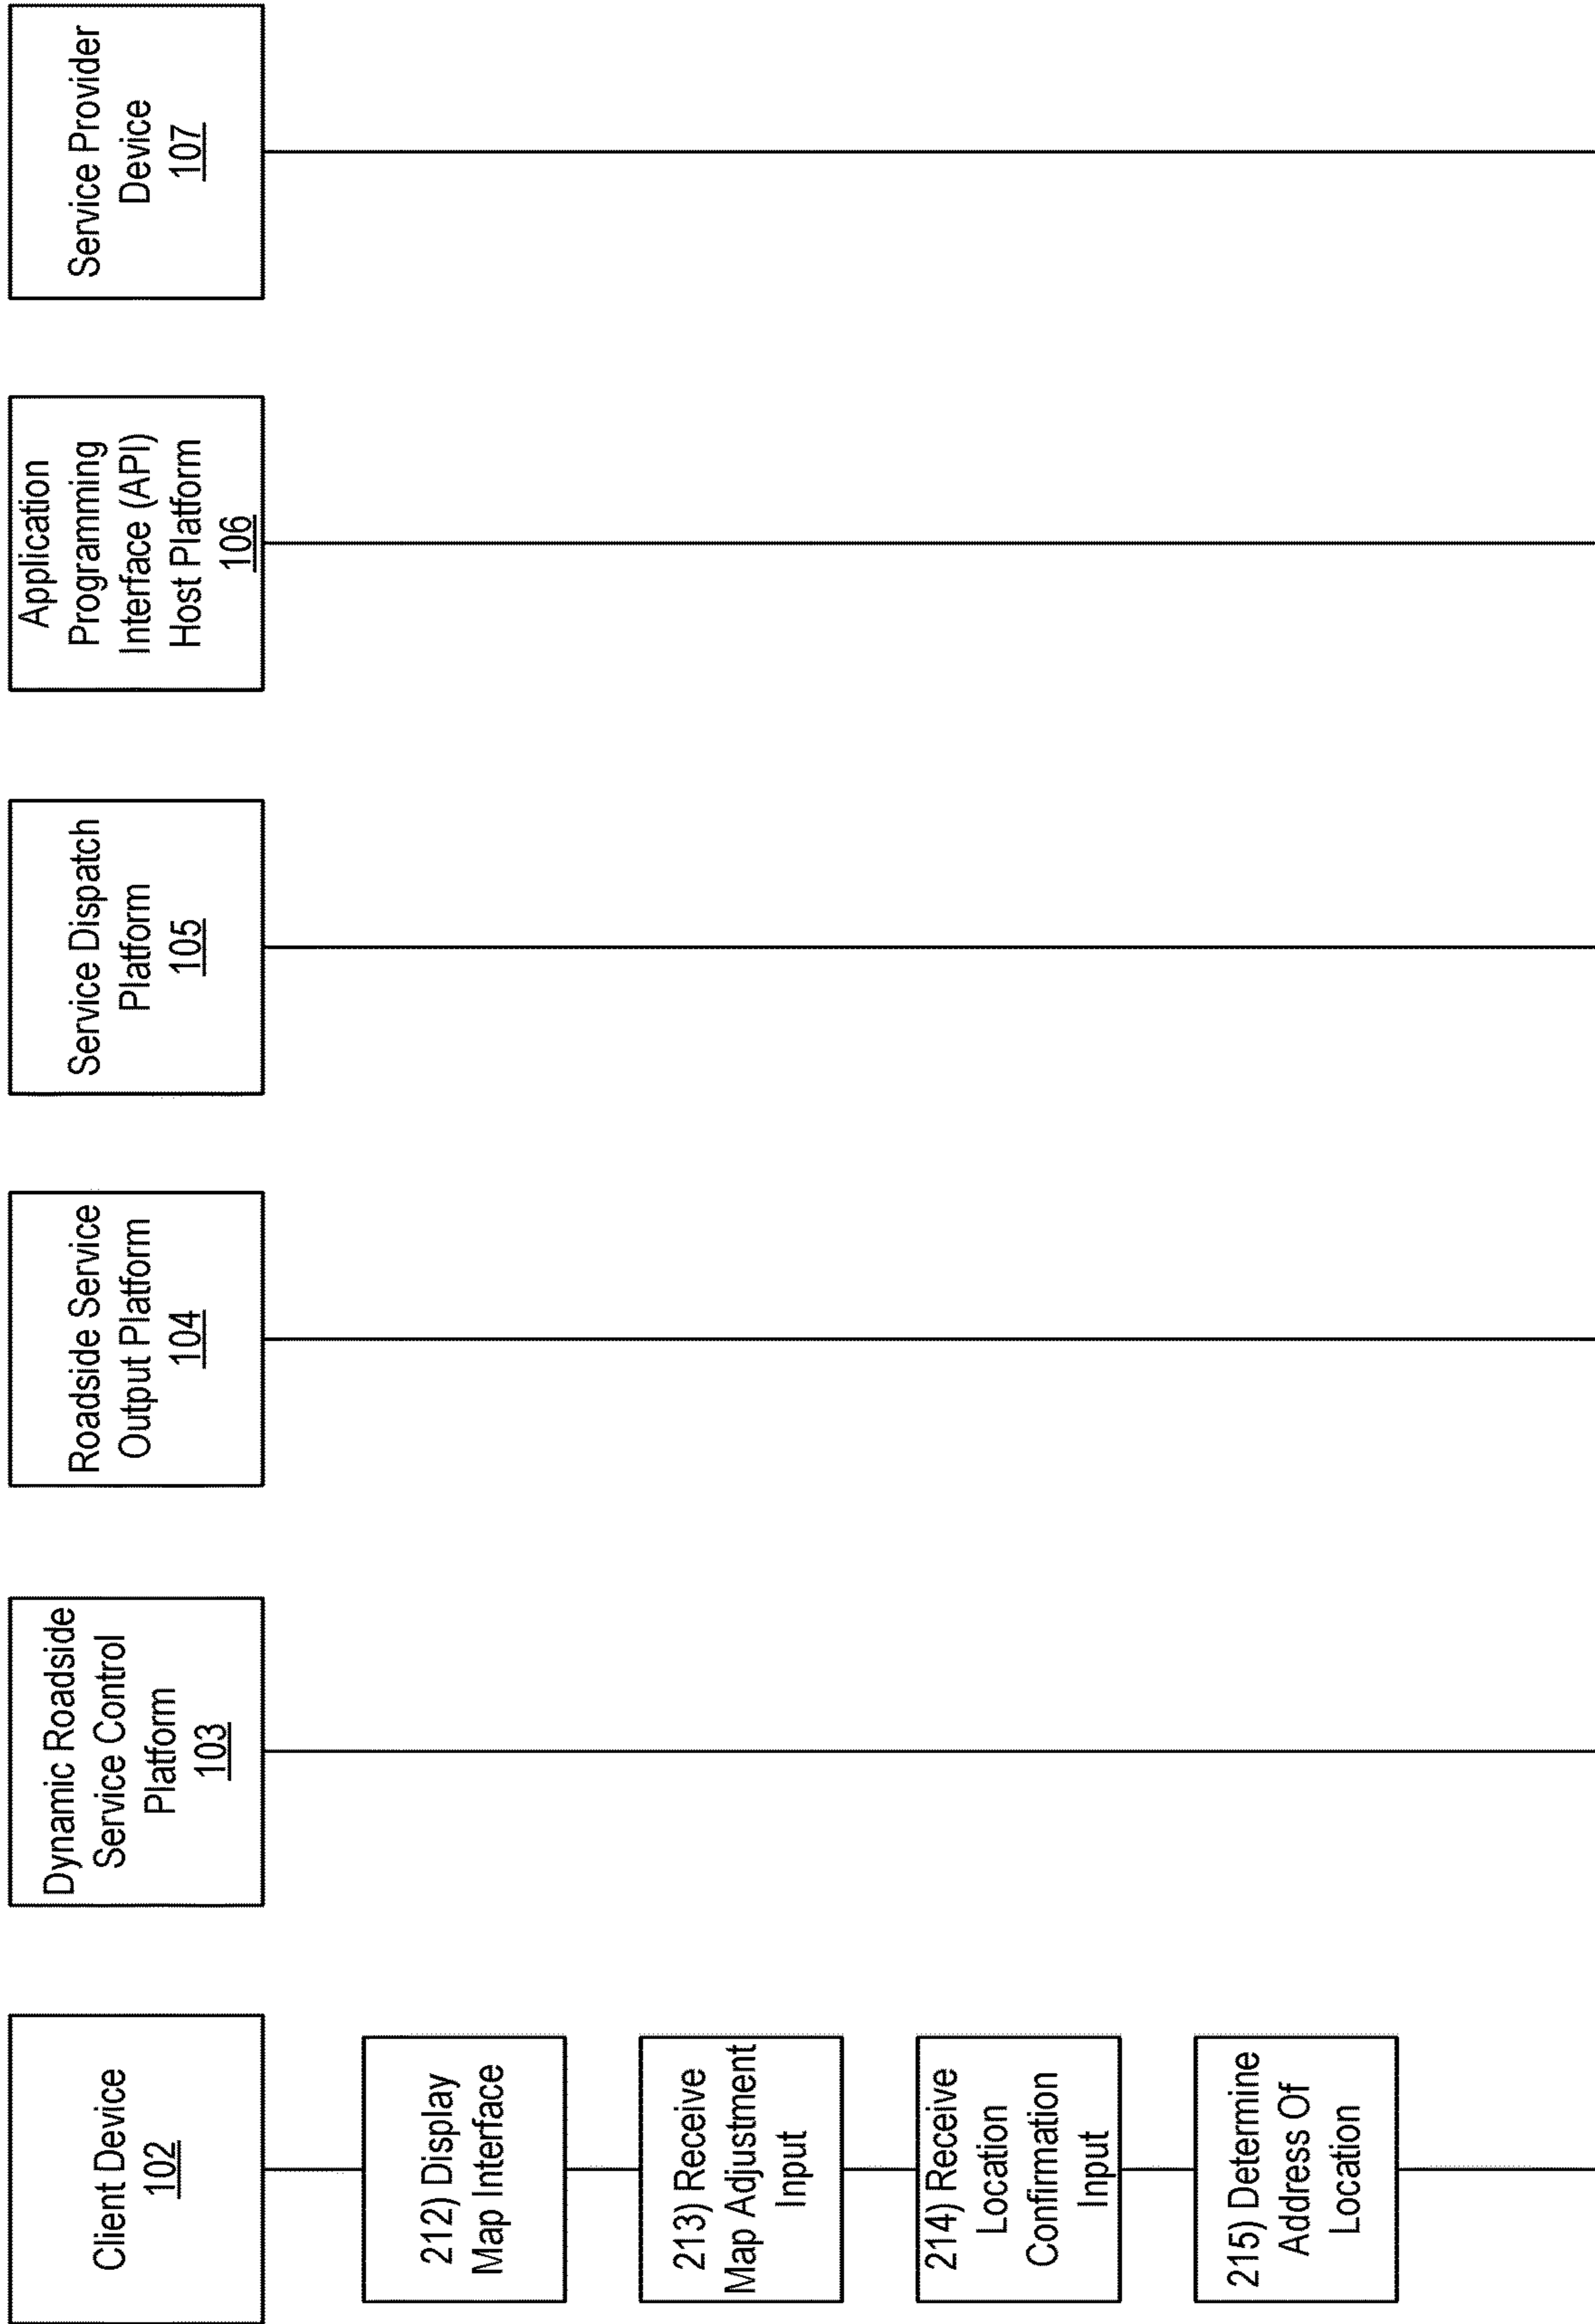 Client Device
102
Dynamic Roadside
Service Control
Platform
103
Roadside Service
Output Platform
104
Service Dispatch
Platform
105
Application
Programming
Interface (API)
Host Platform
106
Service Provider
Device
107
212) Display
Map Interface
213) Receive
Map Adjustment
Input
214) Receive
Location
Confirmation
Input
215) Determine
Address Of
Location